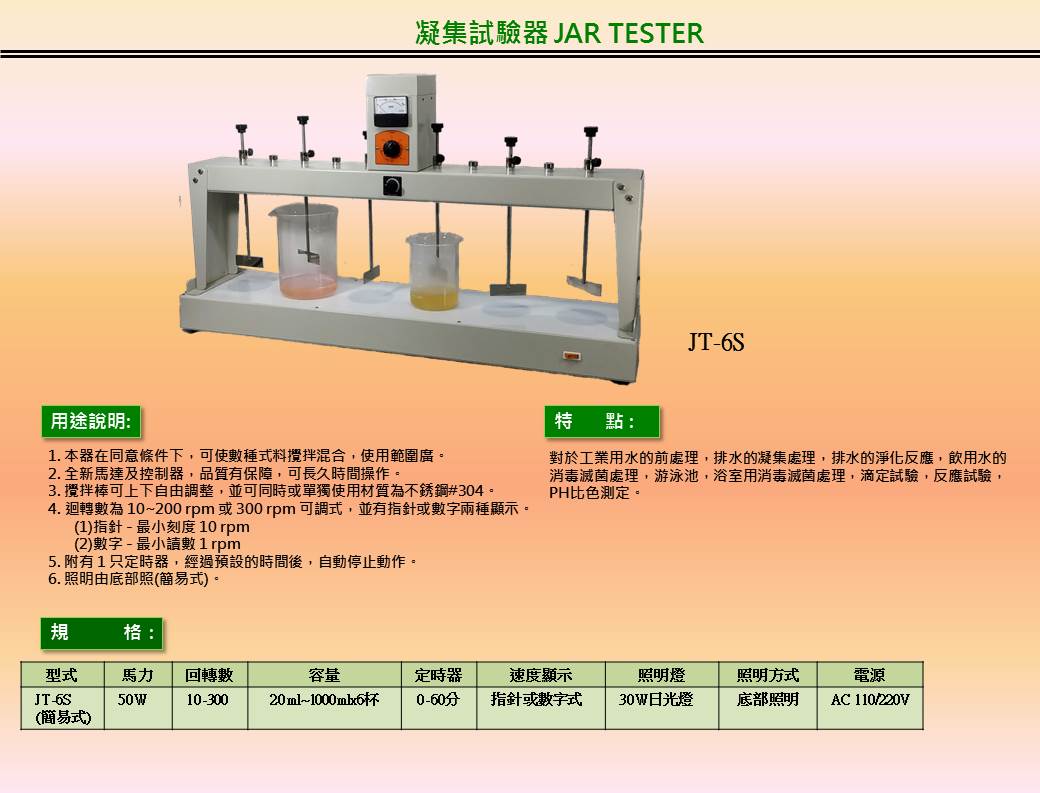 凝集試驗器 JAR TESTER
JT-6S
用途說明:
1. 本器在同意條件下，可使數種式料攪拌混合，使用範圍廣。
2. 全新馬達及控制器，品質有保障，可長久時間操作。
3. 攪拌棒可上下自由調整，並可同時或單獨使用材質為不銹鋼#304。
4. 迴轉數為 10~200 rpm 或 300 rpm 可調式，並有指針或數字兩種顯示。
(1)指針－最小刻度 10 rpm
(2)數字－最小讀數 1 rpm
5. 附有 1 只定時器，經過預設的時間後，自動停止動作。
6. 照明由底部照(簡易式)。
特　點：
對於工業用水的前處理，排水的凝集處理，排水的淨化反應，飲用水的
消毒滅菌處理，游泳池，浴室用消毒滅菌處理，滴定試驗，反應試驗，
PH比色測定。
規　格：
型式 馬力 回轉數 容量 定時器 速度顯示 照明燈 照明方式 電源
JT-6S 50W 10-300 20ml~1000mlx6杯 0-60分 指針或數字式 30W日光燈 底部照明 AC 110/220V
(簡易式)